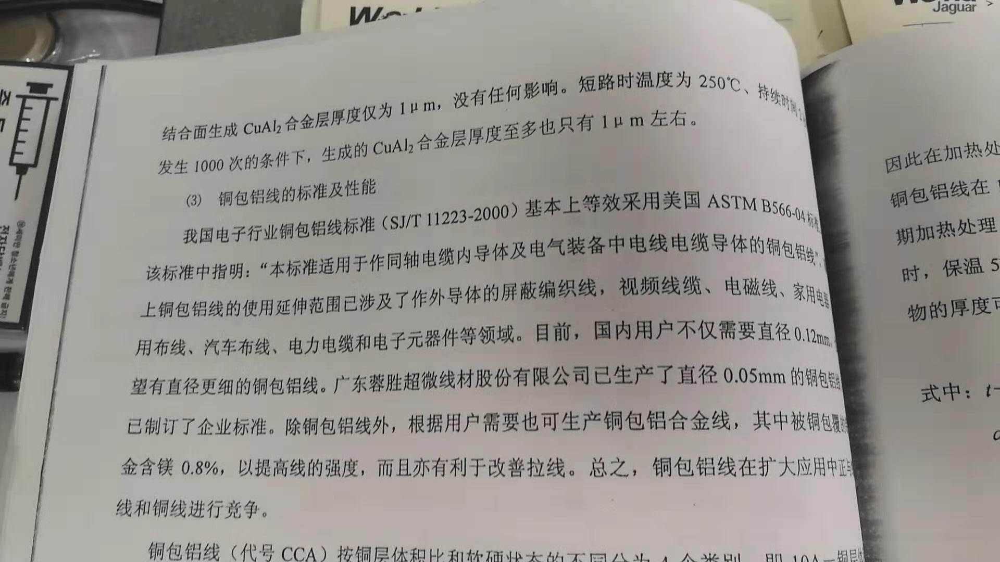 Jaguar
结合面生成 CuAl₂ 合金层厚度仅为 1μm，没有任何影响。短路时温度为 250℃、持续时间
发生 1000 次的条件下，生成的 CuAl₂ 合金层厚度至多也只有 1μm 左右。
(3) 铜包铝线的标准及性能
我国电子行业铜包铝线标准（SJ/T 11223-2000）基本上等效采用美国 ASTM B566-04 标准
该标准中指明：“本标准适用于作同轴电缆内导体及电气装备中电线电缆导体的铜包铝线”，
上铜包铝线的使用延伸范围已涉及了作外导体的屏蔽编织线，视频线缆、电磁线、家用电器
用布线、汽车布线、电力电缆和电子元器件等领域。目前，国内用户不仅需要直径 0.12mm
望有直径更细的铜包铝线。广东蓉胜超微线材股份有限公司已生产了直径 0.05mm 的铜包铝线
已制订了企业标准。除铜包铝线外，根据用户需要也可生产铜包铝合金线，其中被铜包覆
金含镁 0.8%，以提高线的强度，而且亦有利于改善拉线。总之，铜包铝线在扩大应用中正与
线和铜线进行竞争。
铜包铝线（代号 CCA）按铜层体积比和软硬状态的不同分为 4 个类别，即 10A—铜层
因此在加热处
铜包铝线在
期加热处理
时，保温 5
物的厚度可
式中：t—